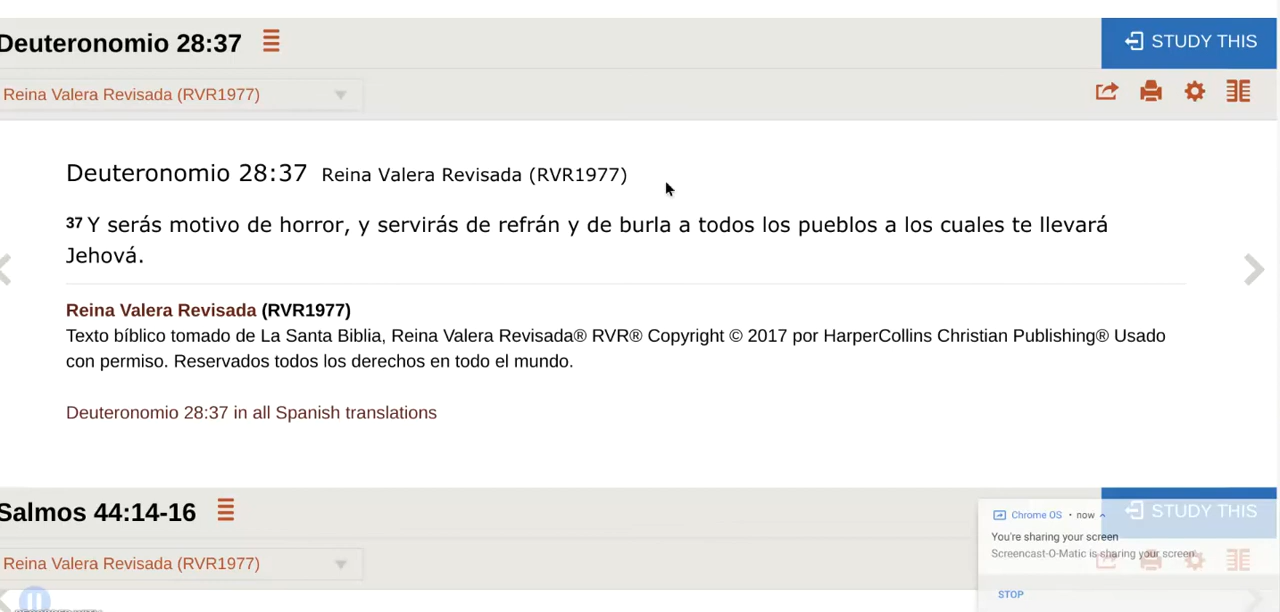 Deuteronomio 28:37
STUDY THIS
Reina Valera Revisada (RVR1977)
Deuteronomio 28:37 Reina Valera Revisada (RVR1977)
37 Y serás motivo de horror, y servirás de refrán y de burla a todos los pueblos a los cuales te llevará
Jehová.
Reina Valera Revisada (RVR1977)
Texto bíblico tomado de La Santa Biblia, Reina Valera Revisada® RVR® Copyright © 2017 por HarperCollins Christian Publishing® Usado
con permiso. Reservados todos los derechos en todo el mundo.
Deuteronomio 28:37 in all Spanish translations
Salmos 44:14-16
STUDY THIS
Reina Valera Revisada (RVR1977)
Chrome OS • now
You're sharing your screen
Screencast-O-Matic is sharing your screen.
STOP